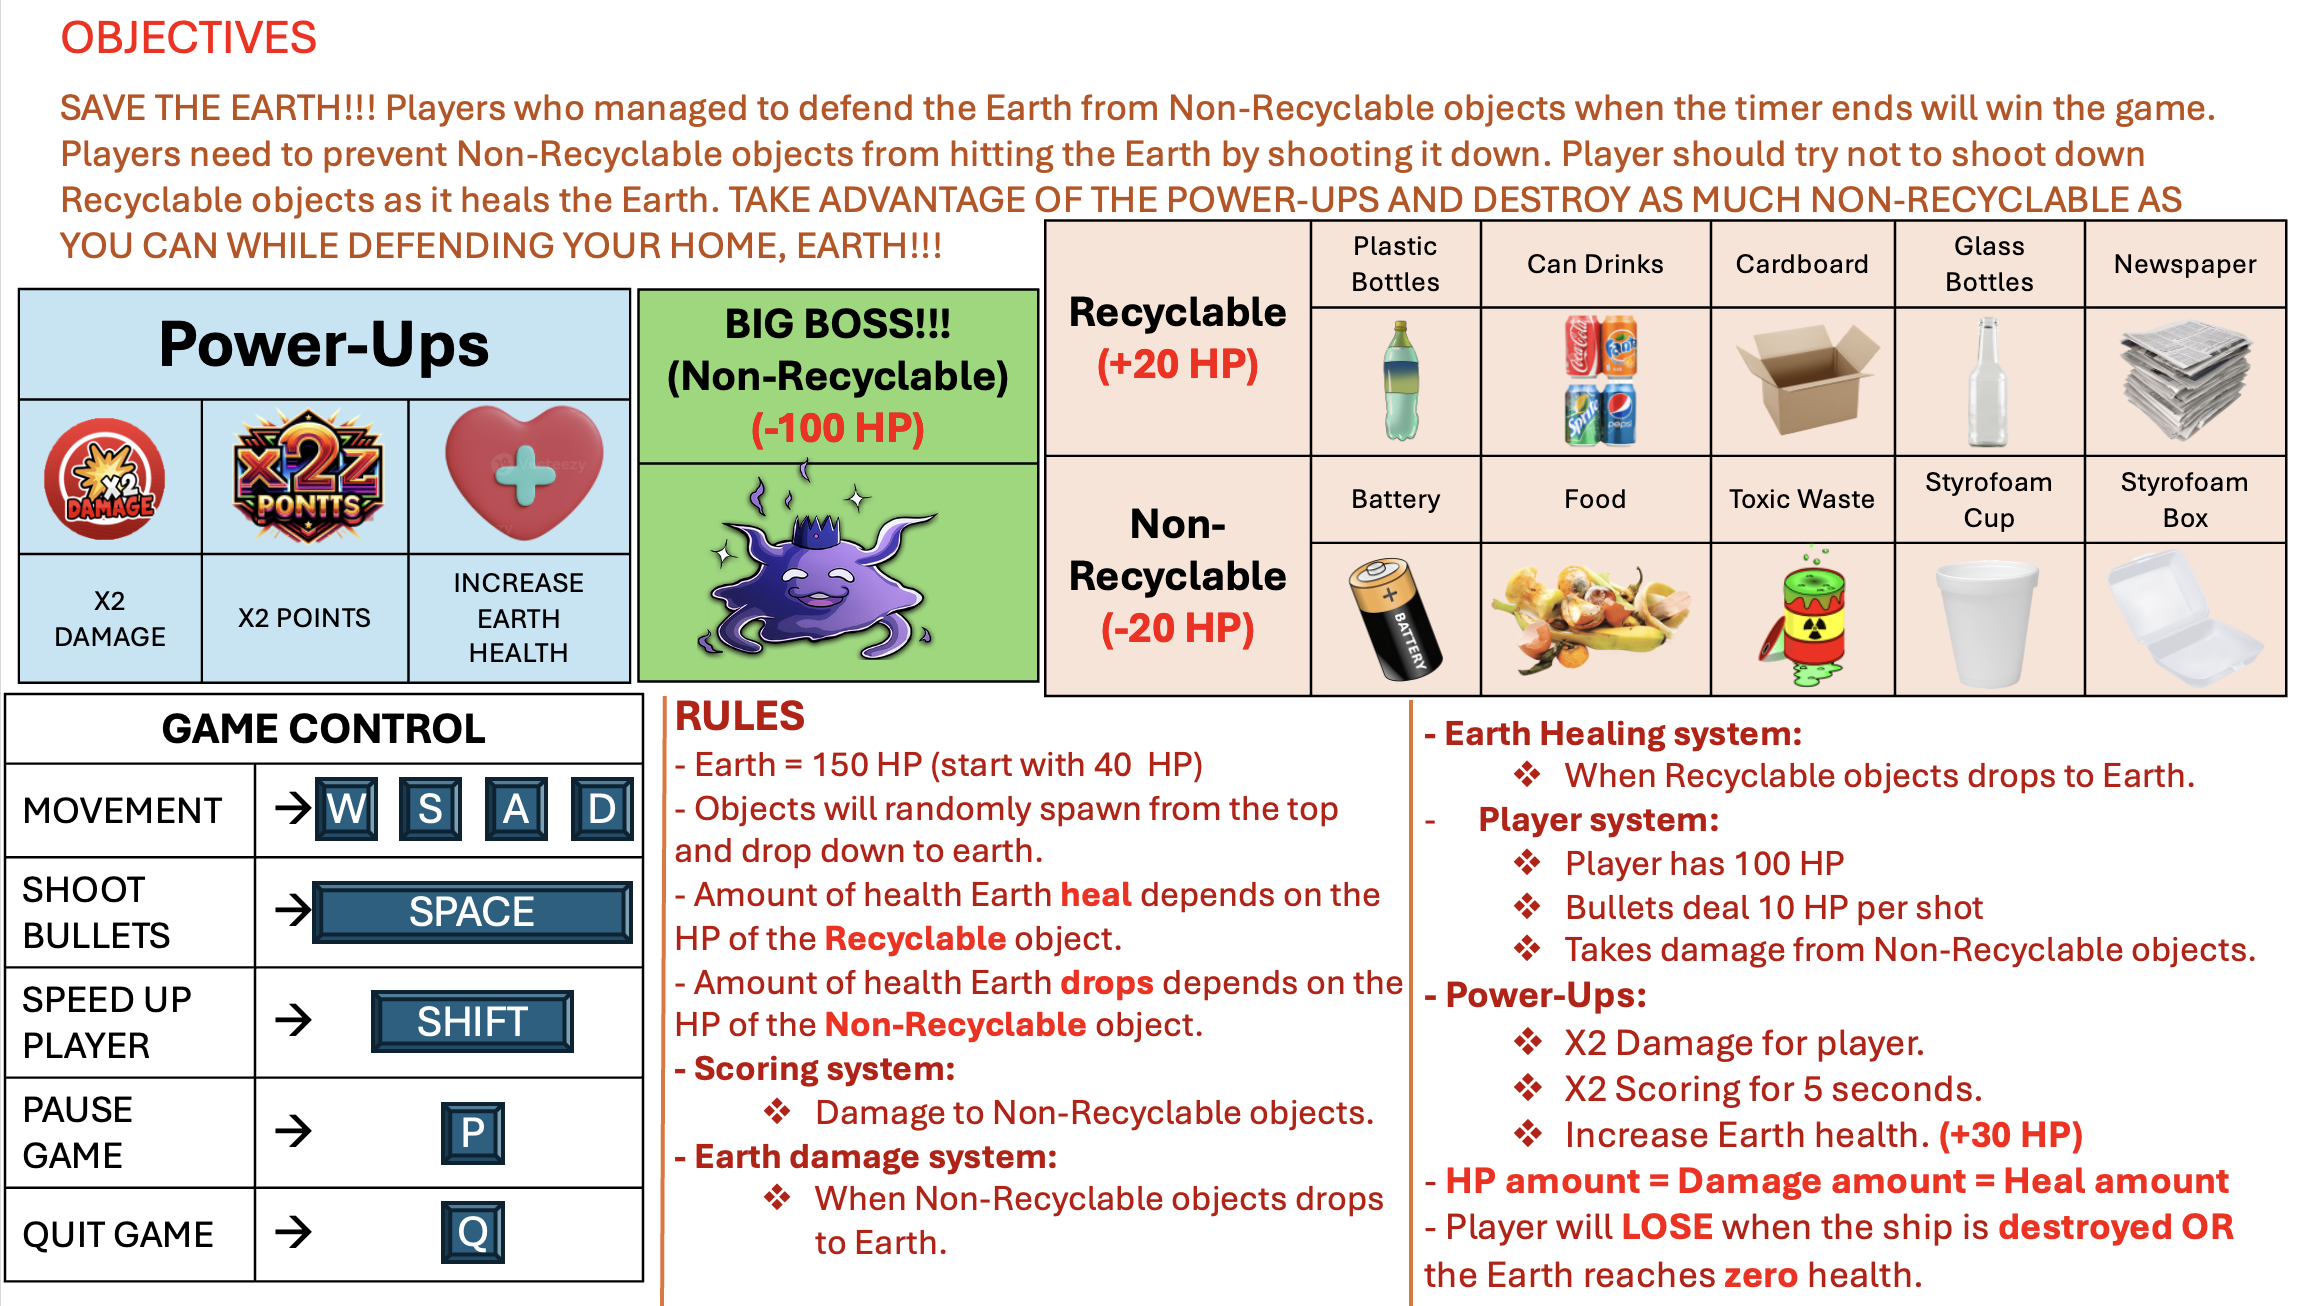 OBJECTIVES
SAVE THE EARTH!!! Players who managed to defend the Earth from Non-Recyclable objects when the timer ends will win the game.
Players need to prevent Non-Recyclable objects from hitting the Earth by shooting it down. Player should try not to shoot down
Recyclable objects as it heals the Earth. TAKE ADVANTAGE OF THE POWER-UPS AND DESTROY AS MUCH NON-RECYCLABLE AS
YOU CAN WHILE DEFENDING YOUR HOME, EARTH!!!
Power-Ups
X2
DAMAGE
X2Z
PONTTS
X2
DAMAGE
X2 POINTS
INCREASE
EARTH
HEALTH
BIG BOSS!!!
(Non-Recyclable)
(-100 HP)
Recyclable
(+20 HP)
Plastic
Bottles
Can Drinks
Cardboard
Glass
Bottles
Newspaper
Coca-Cola
Fanta
Sprite
pepsi
Non-
Recyclable
(-20 HP)
Battery
Food
Toxic Waste
Styrofoam
Cup
Styrofoam
Box
BATTERY
GAME CONTROL
MOVEMENT → W S A D
SHOOT
BULLETS
→ SPACE
SPEED UP
PLAYER
→ SHIFT
PAUSE
GAME
→ P
QUIT GAME → Q
RULES
- Earth = 150 HP (start with 40 HP)
- Objects will randomly spawn from the top
and drop down to earth.
- Amount of health Earth heal depends on the
HP of the Recyclable object.
- Amount of health Earth drops depends on the
HP of the Non-Recyclable object.
- Scoring system:
❖ Damage to Non-Recyclable objects.
- Earth damage system:
❖ When Non-Recyclable objects drops
to Earth.
- Earth Healing system:
❖ When Recyclable objects drops to Earth.
- Player system:
❖ Player has 100 HP
❖ Bullets deal 10 HP per shot
❖ Takes damage from Non-Recyclable objects.
- Power-Ups:
❖ X2 Damage for player.
❖ X2 Scoring for 5 seconds.
❖ Increase Earth health. (+30 HP)
- HP amount = Damage amount = Heal amount
- Player will LOSE when the ship is destroyed OR
the Earth reaches zero health.